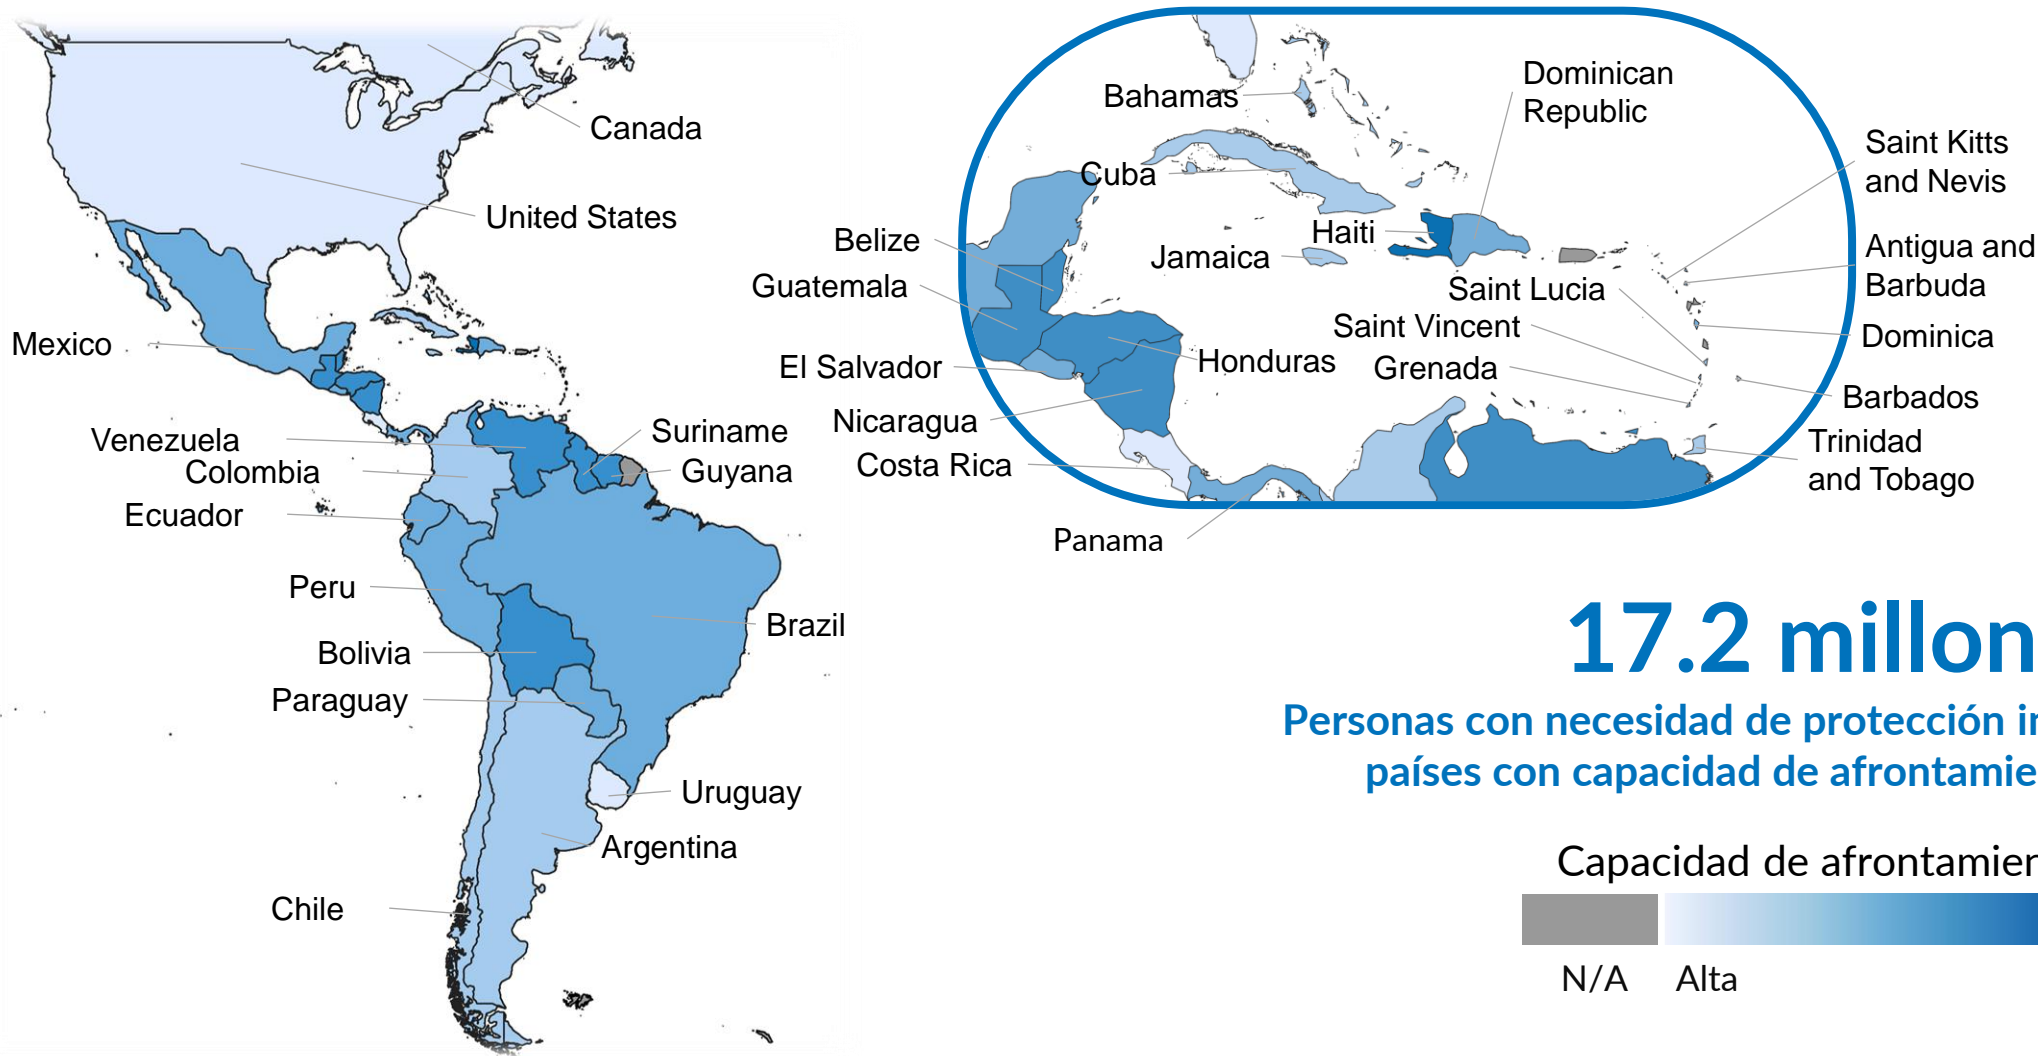 Canada
United States
Mexico
Venezuela
Colombia
Ecuador
Suriname
Guyana
Peru
Brazil
Bolivia
Paraguay
Uruguay
Argentina
Chile
Bahamas
Dominican
Republic
Saint Kitts
and Nevis
Cuba
Belize
Haiti
Jamaica
Antigua and
Barbuda
Guatemala
Saint Lucia
Saint Vincent
Dominica
El Salvador
Honduras
Grenada
Nicaragua
Barbados
Costa Rica
Trinidad
and Tobago
Panama
17.2 millon
Personas con necesidad de protección
países con capacidad de
Capacidad de
N/A Alta